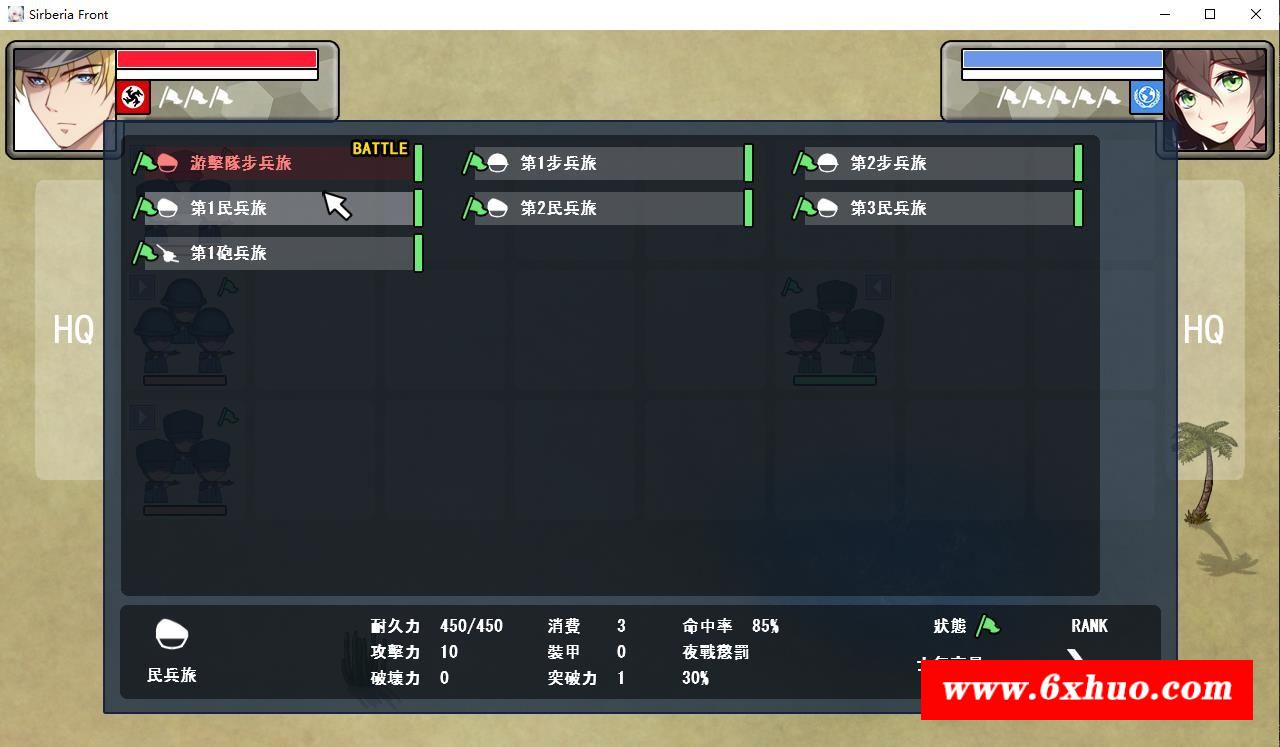 Sirberia Front
BATTLE
游擊隊步兵旅
第1步兵旅
第2步兵旅
第1民兵旅
第2民兵旅
第3民兵旅
第1砲兵旅
HQ
HQ
耐久力 450/450 消費 3 命中率 85% 狀態 RANK
攻擊力 10 裝甲 0 夜戰懲罰
民兵旅
破壞力 0 突破力 1 30%
www.6xhuo.com